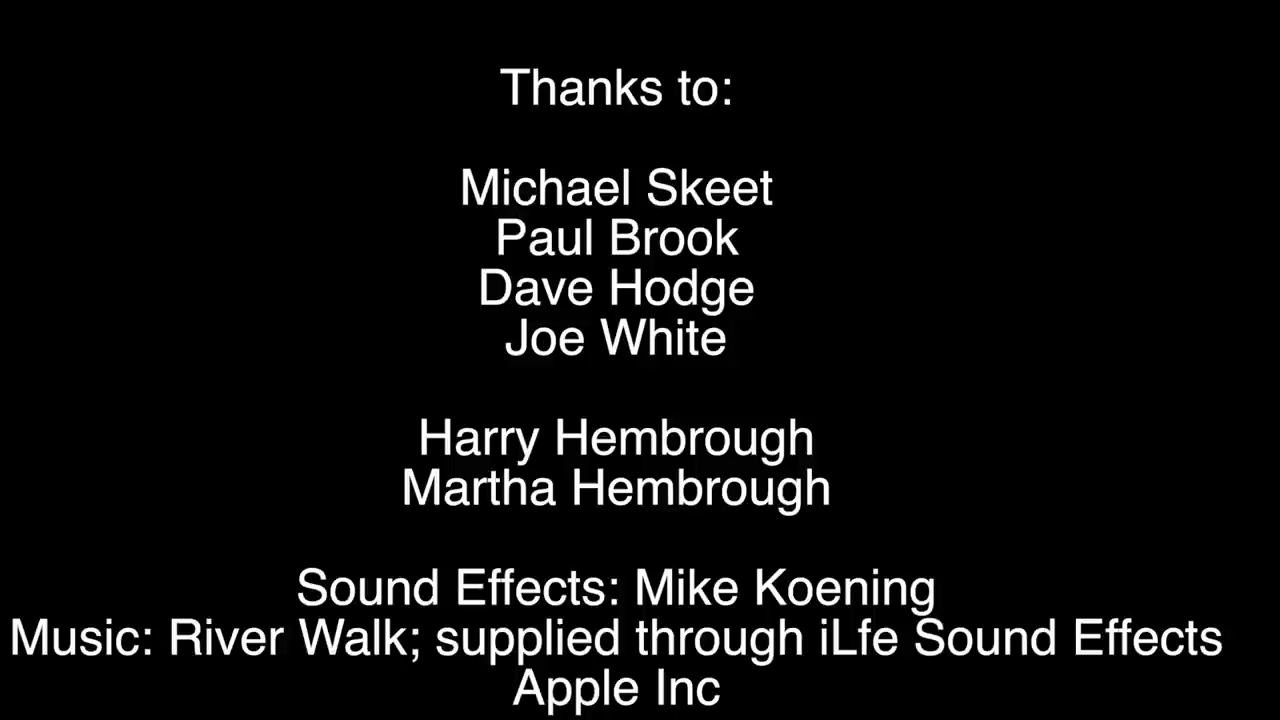 Thanks to:
Michael Skeet
Paul Brook
Dave Hodge
Joe White
Harry Hembrough
Martha Hembrough
Sound Effects: Mike Koening
Music: River Walk; supplied through iLfe Sound Effects
Apple Inc